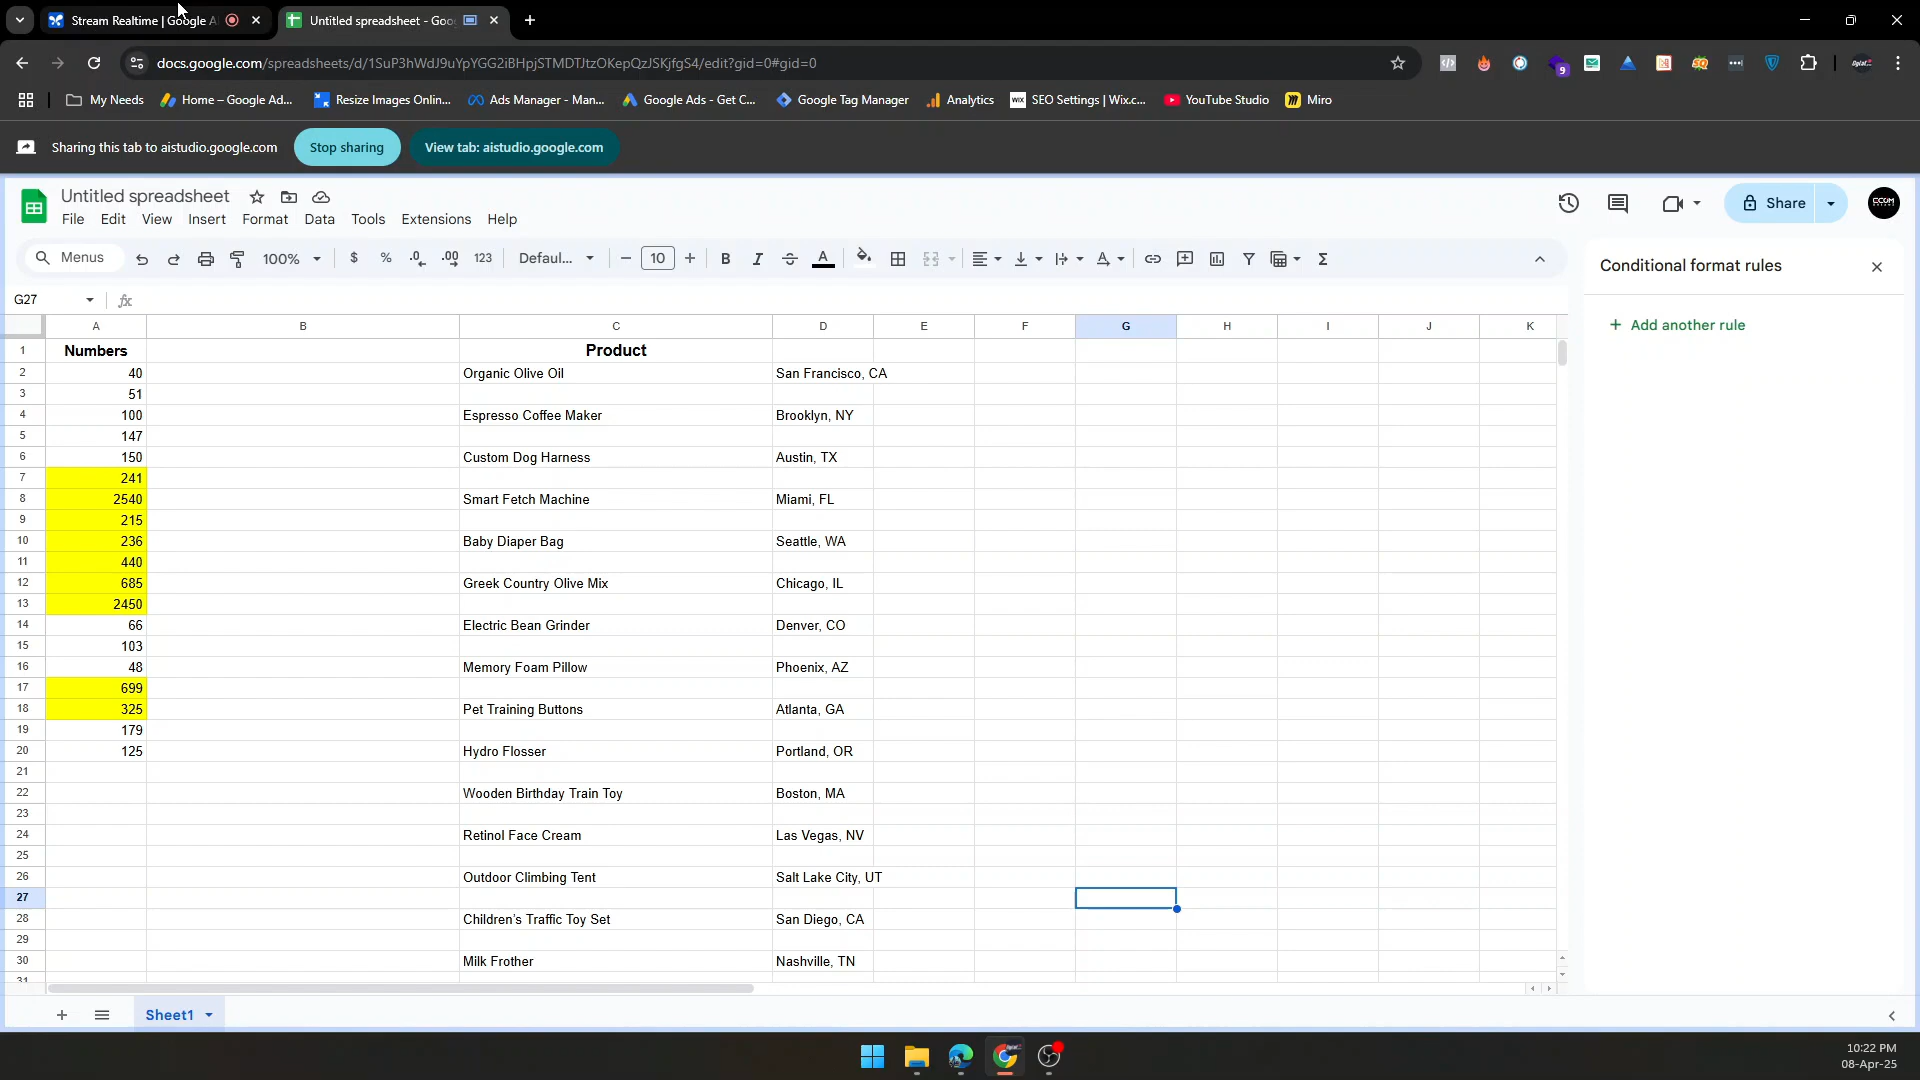 Stream Realtime | Google A
Untitled spreadsheet - Goo
docs.google.com/spreadsheets/d/1SuP3hWdJ9uYpYGG2iBHpjSTMDTJtzOKepQzJSKjfgS4/edit?gid=0#gid=0
9
My Needs
Home – Google Ad...
Resize Images Onlin...
Ads Manager - Man...
Google Ads - Get C...
Google Tag Manager
Analytics
WIX SEO Settings | Wix.c...
YouTube Studio
Miro
Sharing this tab to aistudio.google.com
Stop sharing
View tab: aistudio.google.com
Untitled spreadsheet
File Edit View Insert Format Data Tools Extensions Help
Share
CCOM
Menus
100%
$ % .0 .00 123
Defaul...
10
B I A
Σ
Conditional format rules
+ Add another rule
G27
fx
A B C D E F G H I J K
1 Numbers Product
2 40 Organic Olive Oil San Francisco, CA
3 51
4 100 Espresso Coffee Maker Brooklyn, NY
5 147
6 150 Custom Dog Harness Austin, TX
7 241
8 2540 Smart Fetch Machine Miami, FL
9 215
10 236 Baby Diaper Bag Seattle, WA
11 440
12 685 Greek Country Olive Mix Chicago, IL
13 2450
14 66 Electric Bean Grinder Denver, CO
15 103
16 48 Memory Foam Pillow Phoenix, AZ
17 699
18 325 Pet Training Buttons Atlanta, GA
19 179
20 125 Hydro Flosser Portland, OR
21
22 Wooden Birthday Train Toy Boston, MA
23
24 Retinol Face Cream Las Vegas, NV
25
26 Outdoor Climbing Tent Salt Lake City, UT
27
28 Children's Traffic Toy Set San Diego, CA
29
30 Milk Frother Nashville, TN
31
Sheet1
10:22 PM
08-Apr-25